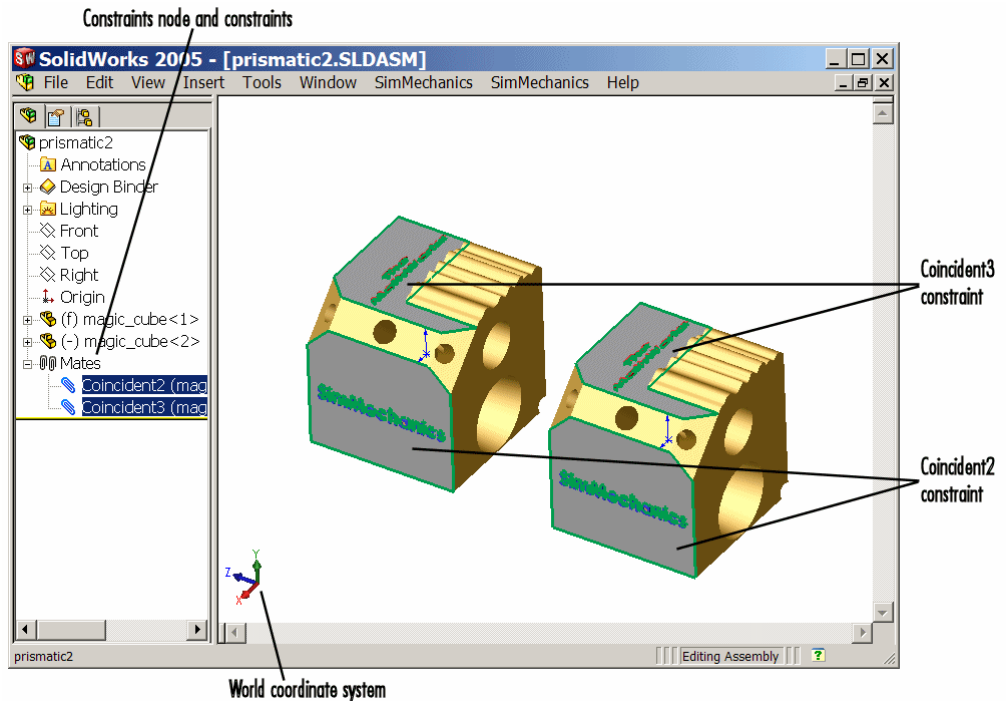 Constraints node and constraints
SolidWorks 2005 - [prismatic2.SLDASM]
File Edit View Insert Tools Window SimMechanics SimMechanics Help
prismatic2
A Annotations
Design Binder
Lighting
Front
Top
Right
Origin
(f) magic_cube<1>
(-) magic_cube<2>
Mates
Coincident2 (mag
Coincident3 (mag
SimMechanics
SimMechanics
Coincident3
constraint
Coincident2
constraint
Y
Z
X
prismatic2
Editing Assembly
?
World coordinate system